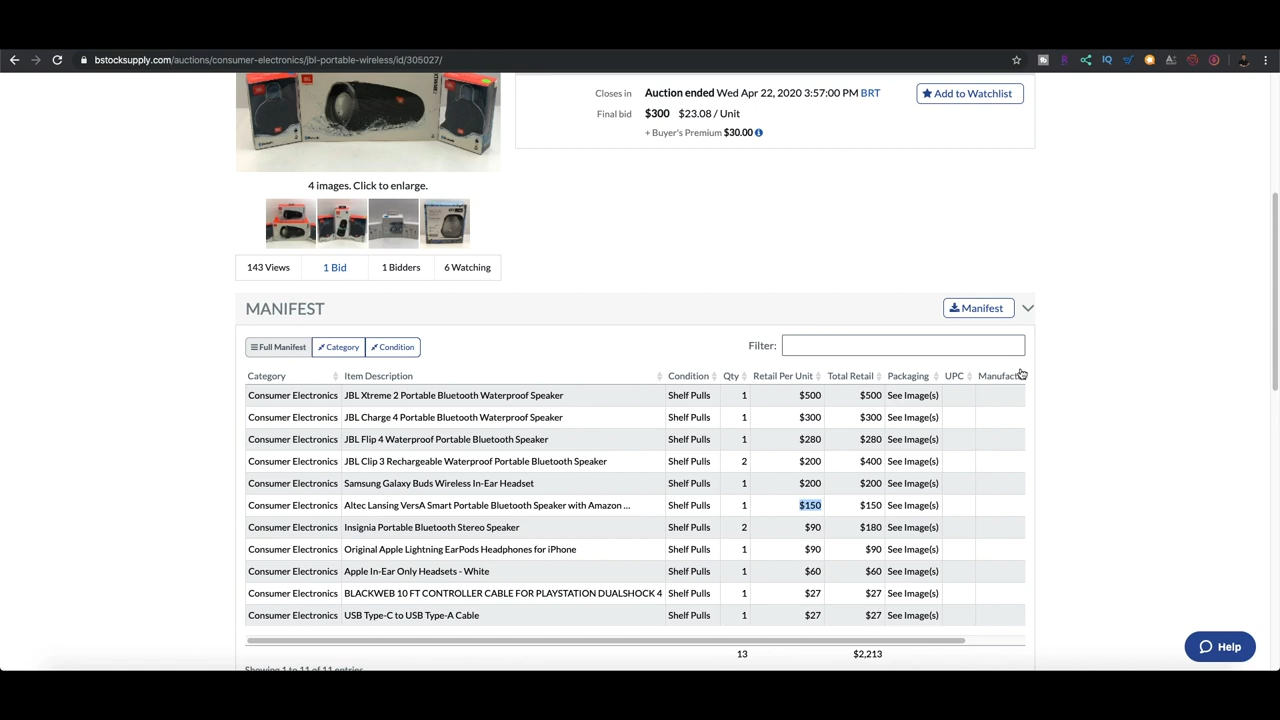 bstocksupply.com/auctions/consumer-electronics/jbl-portable-wireless/id/305027/
Closes in Auction ended Wed Apr 22, 2020 3:57:00 PM BRT
Add to Watchlist
Final bid $300 $23.08 / Unit
+ Buyer's Premium $30.00
4 images. Click to enlarge.
143 Views 1 Bid 1 Bidders 6 Watching
MANIFEST
Manifest
Full Manifest Category Condition Filter:
Category Item Description Condition Qty Retail Per Unit Total Retail Packaging UPC Manufact
Consumer Electronics JBL Xtreme 2 Portable Bluetooth Waterproof Speaker Shelf Pulls 1 $500 $500 See Image(s)
Consumer Electronics JBL Charge 4 Portable Bluetooth Waterproof Speaker Shelf Pulls 1 $300 $300 See Image(s)
Consumer Electronics JBL Flip 4 Waterproof Portable Bluetooth Speaker Shelf Pulls 1 $280 $280 See Image(s)
Consumer Electronics JBL Clip 3 Rechargeable Waterproof Portable Bluetooth Speaker Shelf Pulls 2 $200 $400 See Image(s)
Consumer Electronics Samsung Galaxy Buds Wireless In-Ear Headset Shelf Pulls 1 $200 $200 See Image(s)
Consumer Electronics Altec Lansing VersA Smart Portable Bluetooth Speaker with Amazon ... Shelf Pulls 1 $150 $150 See Image(s)
Consumer Electronics Insignia Portable Bluetooth Stereo Speaker Shelf Pulls 2 $90 $180 See Image(s)
Consumer Electronics Original Apple Lightning EarPods Headphones for iPhone Shelf Pulls 1 $90 $90 See Image(s)
Consumer Electronics Apple In-Ear Only Headsets - White Shelf Pulls 1 $60 $60 See Image(s)
Consumer Electronics BLACKWEB 10 FT CONTROLLER CABLE FOR PLAYSTATION DUALSHOCK 4 Shelf Pulls 1 $27 $27 See Image(s)
Consumer Electronics USB Type-C to USB Type-A Cable Shelf Pulls 1 $27 $27 See Image(s)
13 $2,213
Showing 1 to 11 of 11 entries
Help